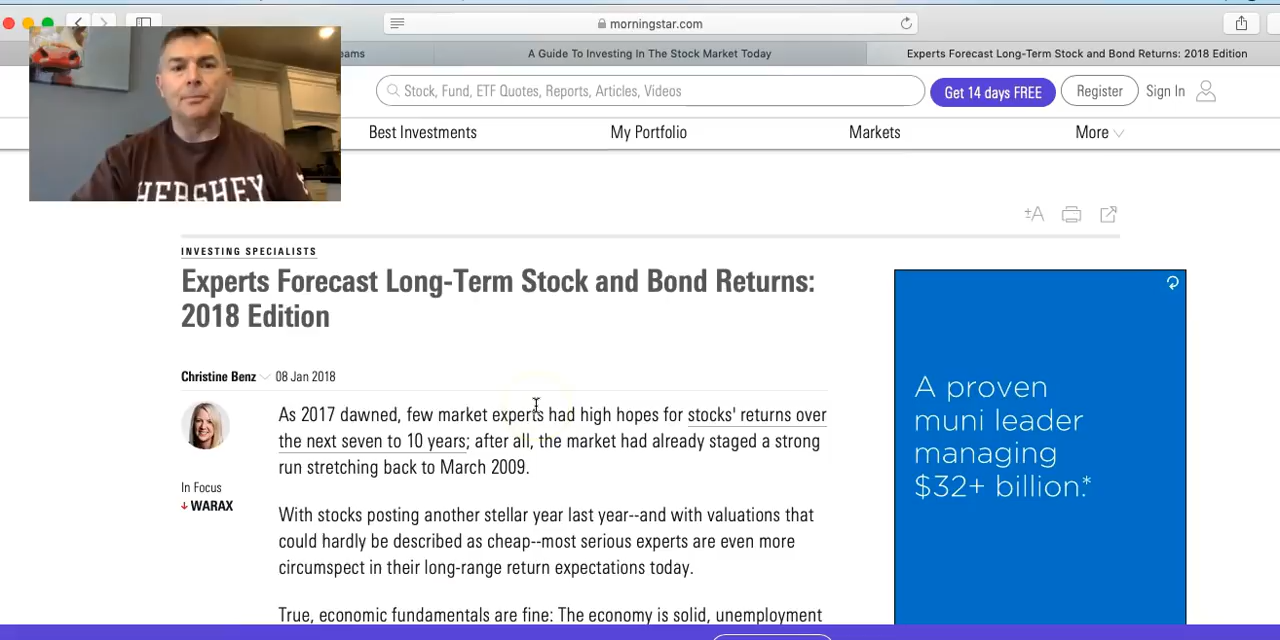 morningstar.com
eams
A Guide To Investing In The Stock Market Today
Experts Forecast Long-Term Stock and Bond Returns: 2018 Edition
Stock, Fund, ETF Quotes, Reports, Articles, Videos
Get 14 days FREE
Register
Sign In
Best Investments
My Portfolio
Markets
More
HERSHEY
±A
INVESTING SPECIALISTS
Experts Forecast Long-Term Stock and Bond Returns:
2018 Edition
Christine Benz
08 Jan 2018
As 2017 dawned, few market experts had high hopes for stocks' returns over
the next seven to 10 years; after all, the market had already staged a strong
run stretching back to March 2009.
In Focus
WARAX
With stocks posting another stellar year last year--and with valuations that
could hardly be described as cheap--most serious experts are even more
circumspect in their long-range return expectations today.
True, economic fundamentals are fine: The economy is solid, unemployment
A proven
muni leader
managing
$32+ billion.*